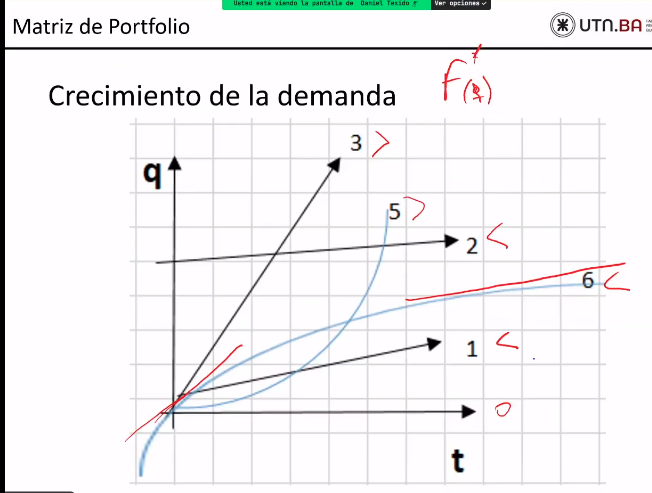 Usted está viendo la pantalla de Daniel Texido
Ver opciones
Matriz de Portfolio
UTN.BA
Crecimiento de la demanda
q
3 >
5 >
2 <
6 <
1 <
0
t